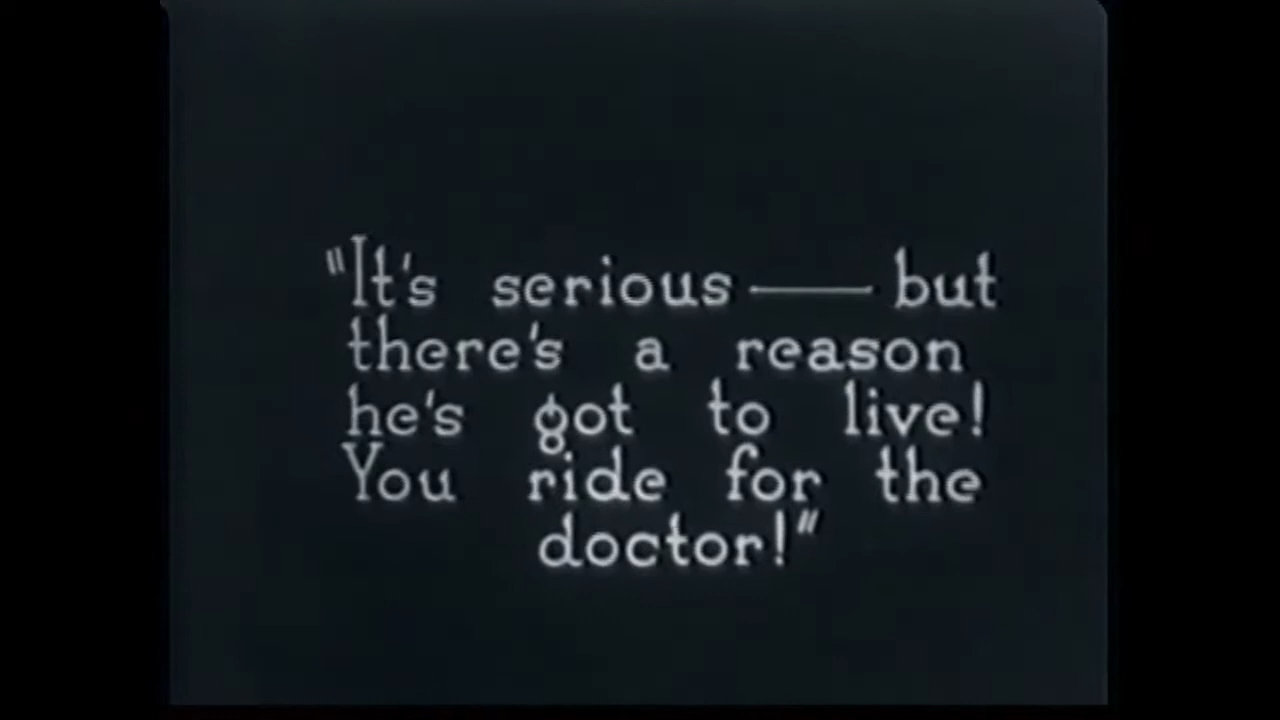 "It's serious — but
there's a reason
he's got to live!
You ride for the
doctor!"